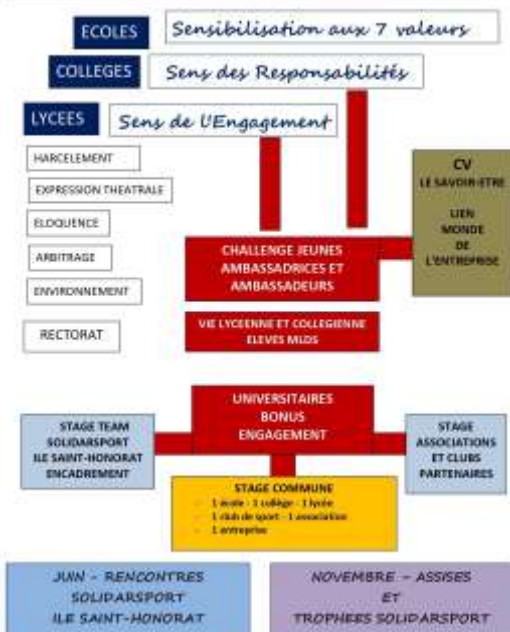 ECOLES
Sensibilisation aux 7 valeurs
COLLEGES
Sens des Responsabilités
LYCEES
Sens de L'Engagement
HARCELEMENT
EXPRESSION THEATRALE
ELOQUENCE
ARBITRAGE
ENVIRONNEMENT
RECTORAT
CV
LE SAVOIR-ETRE
LIEN
MONDE
DE
L'ENTREPRISE
CHALLENGE JEUNES
AMBASSADRICES ET
AMBASSADEURS
VIE LYCEENNE ET COLLEGIENNE
ELEVES MLDS
UNIVERSITAIRES
BONUS
ENGAGEMENT
STAGE TEAM
SOLIDARSPORT
ILE SAINT-HONORAT
ENCADREMENT
STAGE
ASSOCIATIONS
ET CLUBS
PARTENAIRES
STAGE COMMUNE
- 1 école - 1 collège - 1 lycée
- 1 club de sport - 1 association
- 1 entreprise
JUIN - RENCONTRES
SOLIDARSPORT
ILE SAINT-HONORAT
NOVEMBRE – ASSISES
ET
TROPHEES SOLIDARSPORT